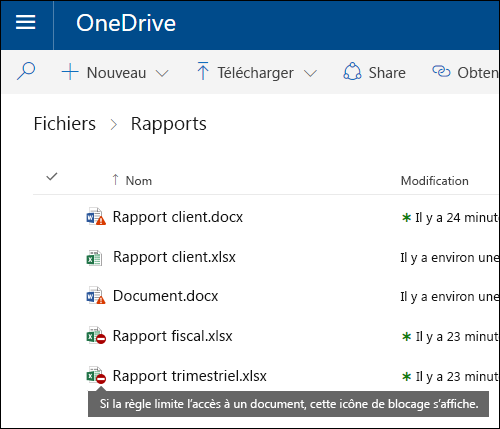 OneDrive
Nouveau Télécharger Share Obten
Fichiers > Rapports
Nom Modification
Rapport client.docx Il y a 24 minut
Rapport client.xlsx Il y a environ une
Document.docx Il y a environ une
Rapport fiscal.xlsx Il y a 23 minut
Rapport trimestriel.xlsx Il y a 23 minut
Si la règle limite l'accès à un document, cette icône de blocage s'affiche.